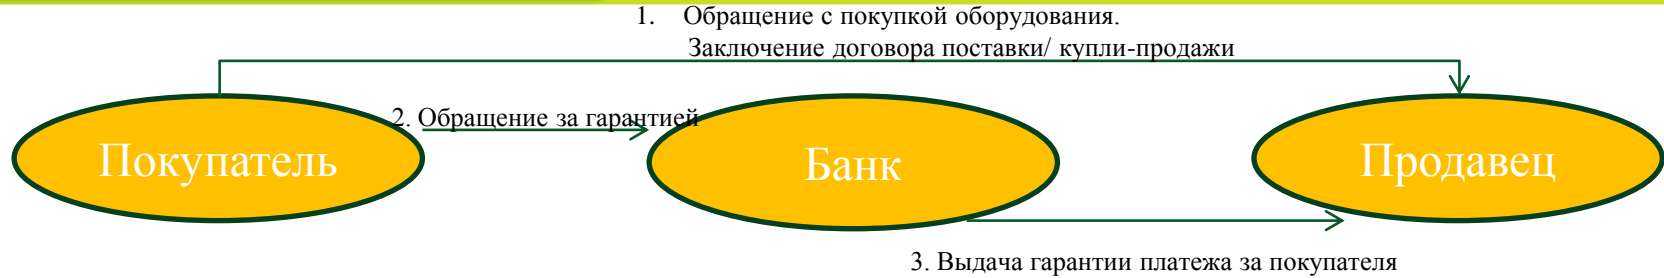 1. Обращение с покупкой оборудования.
Заключение договора поставки/ купли-продажи
2. Обращение за гарантией
Покупатель
Банк
Продавец
3. Выдача гарантии платежа за покупателя